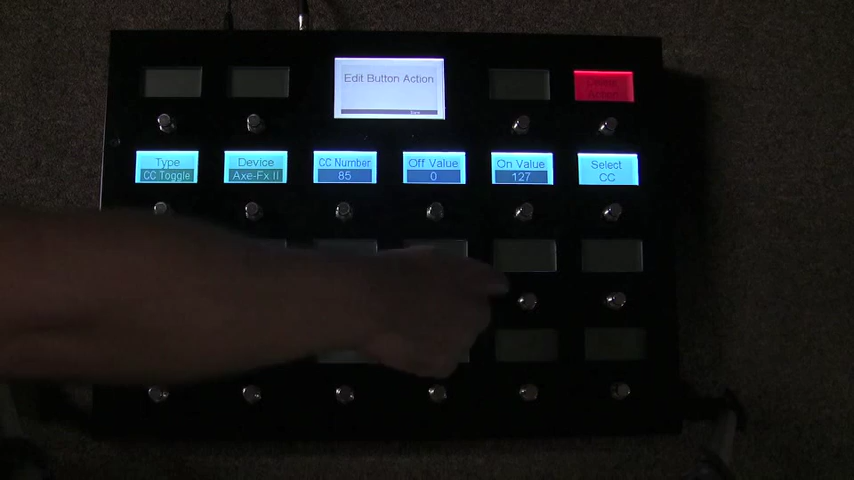 Edit Button Action
Type
CC Toggle
Device
Axe-Fx II
CC Number
85
Off Value
0
On Value
127
Select
CC